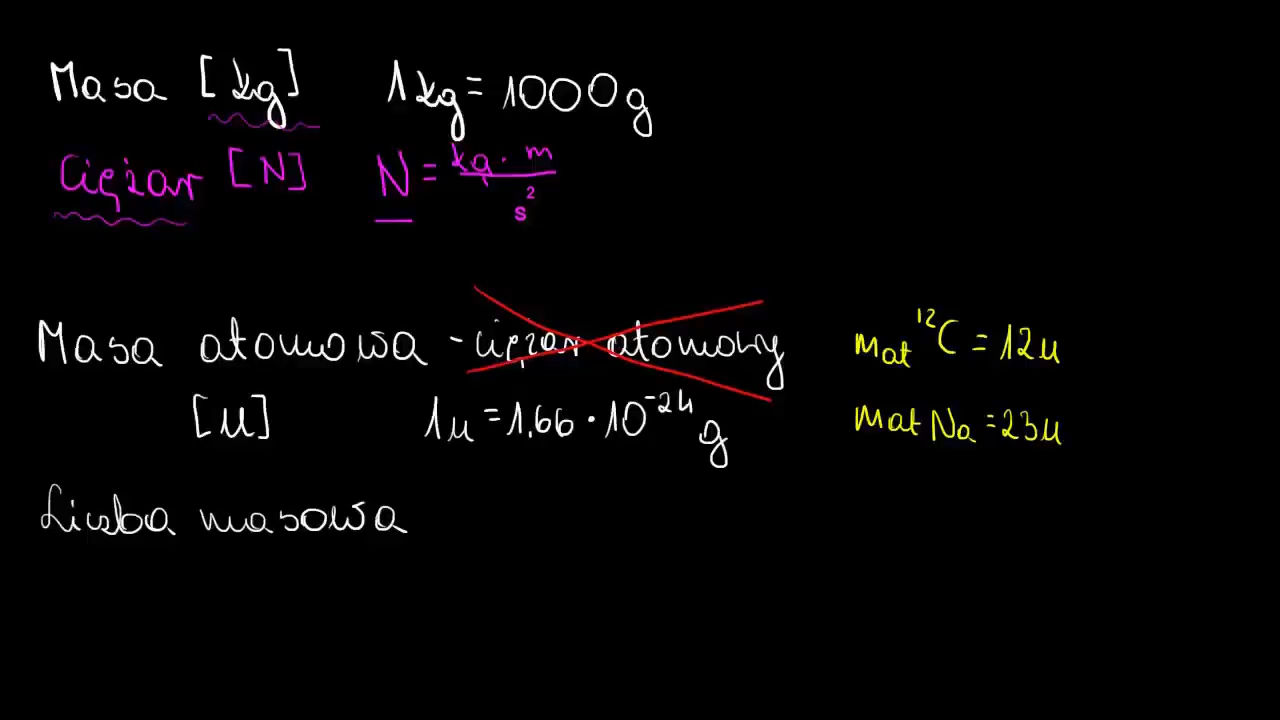 Masa [kg] 1kg = 1000g
Ciężar [N] N = kg · m / s²
Masa atomowa - ciężar atomowy mat ¹²C = 12u
[u] 1u = 1,66 · 10⁻²⁴ g mat Na = 23u
Liczba masowa